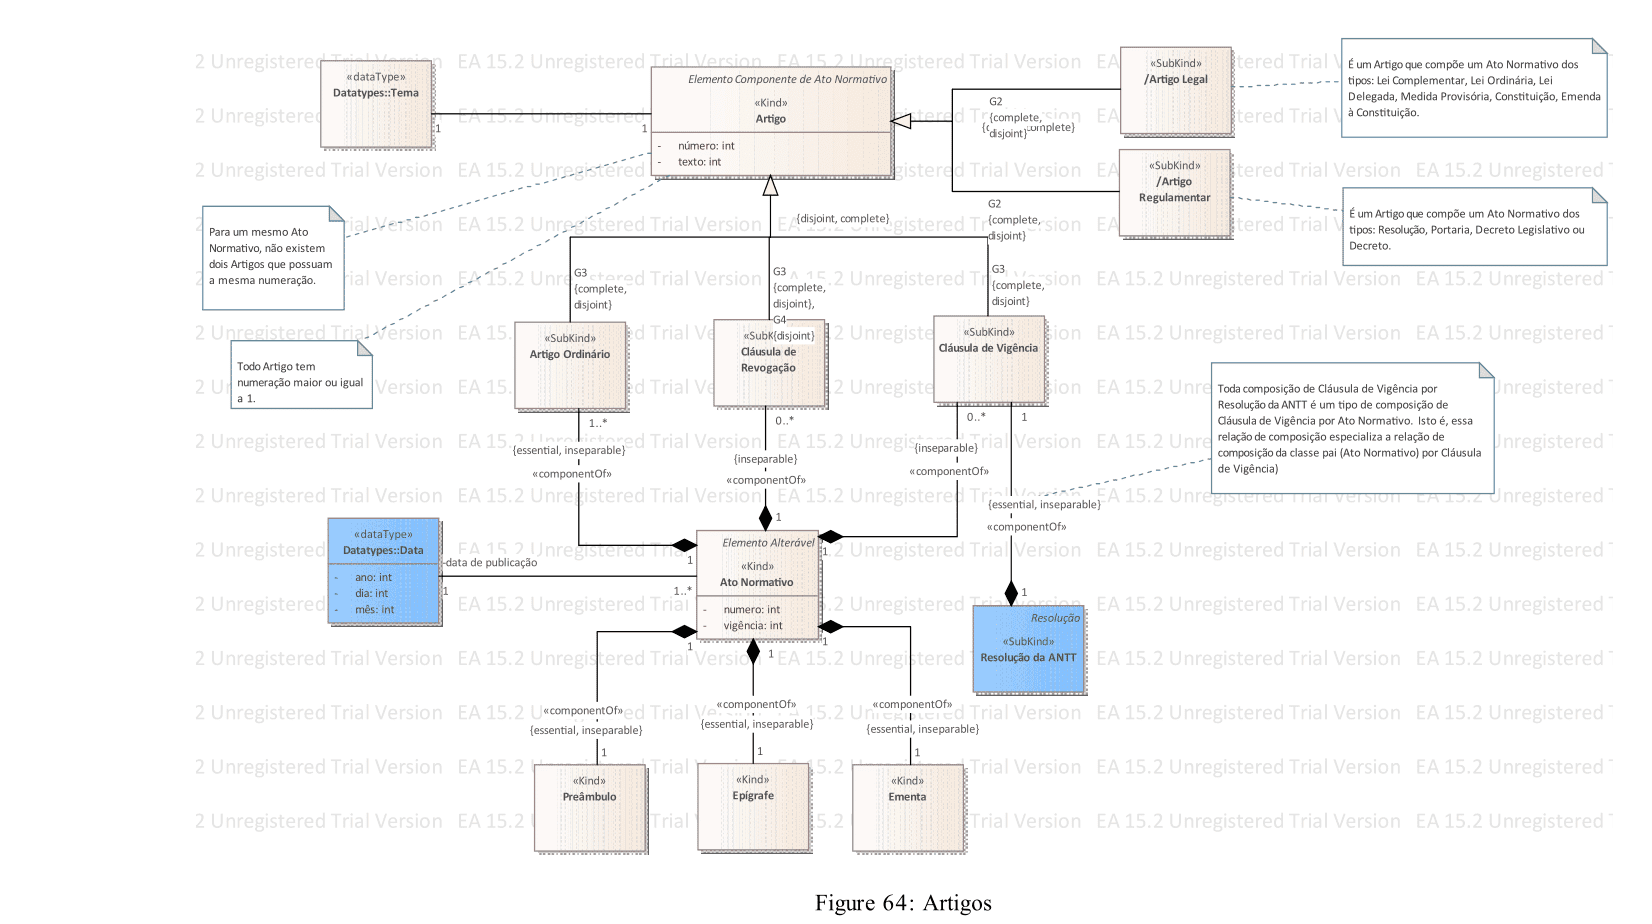 «dataType»
Datatypes::Tema
1
1
Elemento Componente de Ato Normativo
«Kind»
Artigo
- número: int
- texto: int
G2
{complete,
disjoint}
«SubKind»
/Artigo Legal
É um Artigo que compõe um Ato Normativo dos
tipos: Lei Complementar, Lei Ordinária, Lei
Delegada, Medida Provisória, Constituição, Emenda
à Constituição.
«SubKind»
/Artigo
Regulamentar
G2
{complete,
disjoint}
É um Artigo que compõe um Ato Normativo dos
tipos: Resolução, Portaria, Decreto Legislativo ou
Decreto.
Para um mesmo Ato
Normativo, não existem
dois Artigos que possuam
a mesma numeração.
{disjoint, complete}
G3
{complete,
disjoint}
G3
{complete,
disjoint},
G4
{disjoint}
G3
{complete,
disjoint}
Todo Artigo tem
numeração maior ou igual
a 1.
«SubKind»
Artigo Ordinário
Cláusula de
Revogação
«SubKind»
Cláusula de Vigência
Toda composição de Cláusula de Vigência por
Resolução da ANTT é um tipo de composição de
Cláusula de Vigência por Ato Normativo. Isto é, essa
relação de composição especializa a relação de
composição da classe pai (Ato Normativo) por Cláusula
de Vigência)
1..*
{essential, inseparable}
«componentOf»
1
0..*
{inseparable}
«componentOf»
1
0..*
{inseparable}
«componentOf»
1
1
{essential, inseparable}
«componentOf»
1
«dataType»
Datatypes::Data
- ano: int
- dia: int
- mês: int
-data de publicação
1
1..*
Elemento Alterável
«Kind»
Ato Normativo
- numero: int
- vigência: int
Resolução
«SubKind»
Resolução da ANTT
1
«componentOf»
{essential, inseparable}
1
1
«componentOf»
{essential, inseparable}
1
1
«componentOf»
{essential, inseparable}
1
«Kind»
Preâmbulo
«Kind»
Epígrafe
«Kind»
Ementa
Figure 64: Artigos
2 Unregistered Trial Version EA 15.2 Unregistered Trial Version EA 15.2 Unregistered Trial Version EA 15.2 Unregistered Trial Version EA 15.2 Unregistered